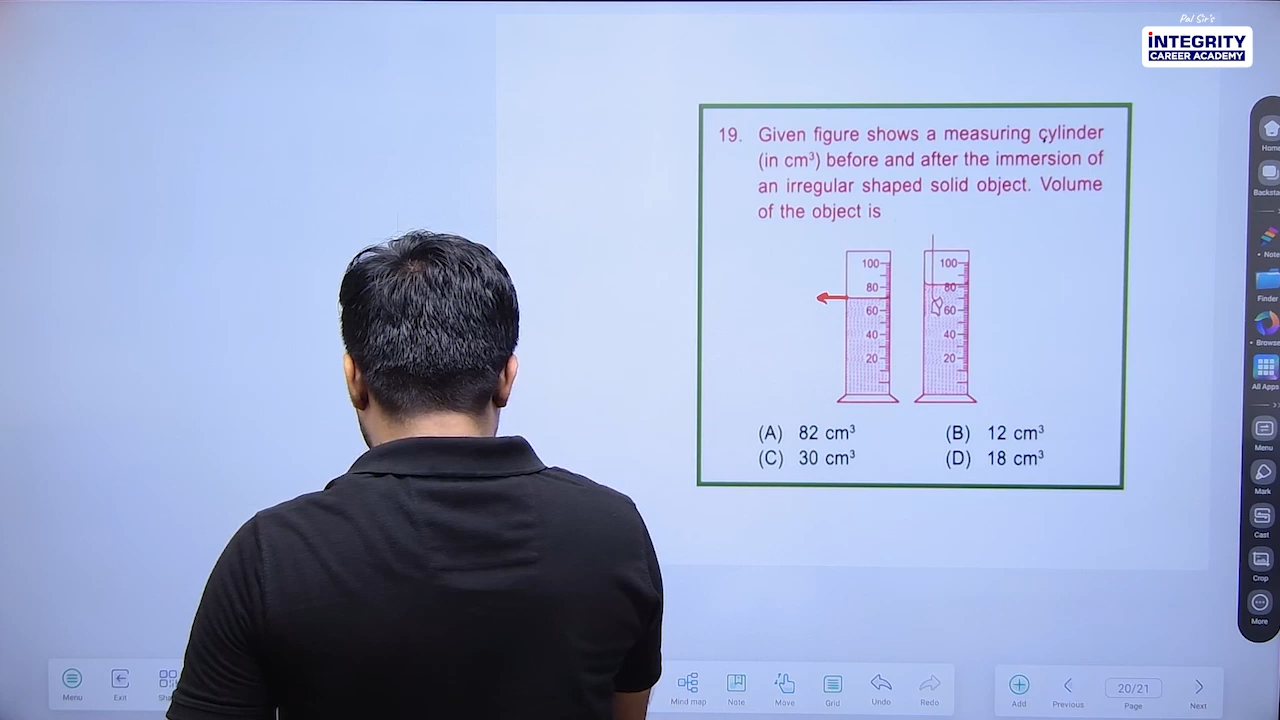 Pal Sir's
iNTEGRITY
CAREER ACADEMY
19. Given figure shows a measuring cylinder
(in cm³) before and after the immersion of
an irregular shaped solid object. Volume
of the object is
100 100
80 80
60 60
40 40
20 20
(A) 82 cm³ (B) 12 cm³
(C) 30 cm³ (D) 18 cm³
Home
Note
Finder
All Apps
Menu
Mark
Cast
Crop
More
Menu Exit Mind map Note Move Grid Undo Redo Add Previous 20/21 Page Next